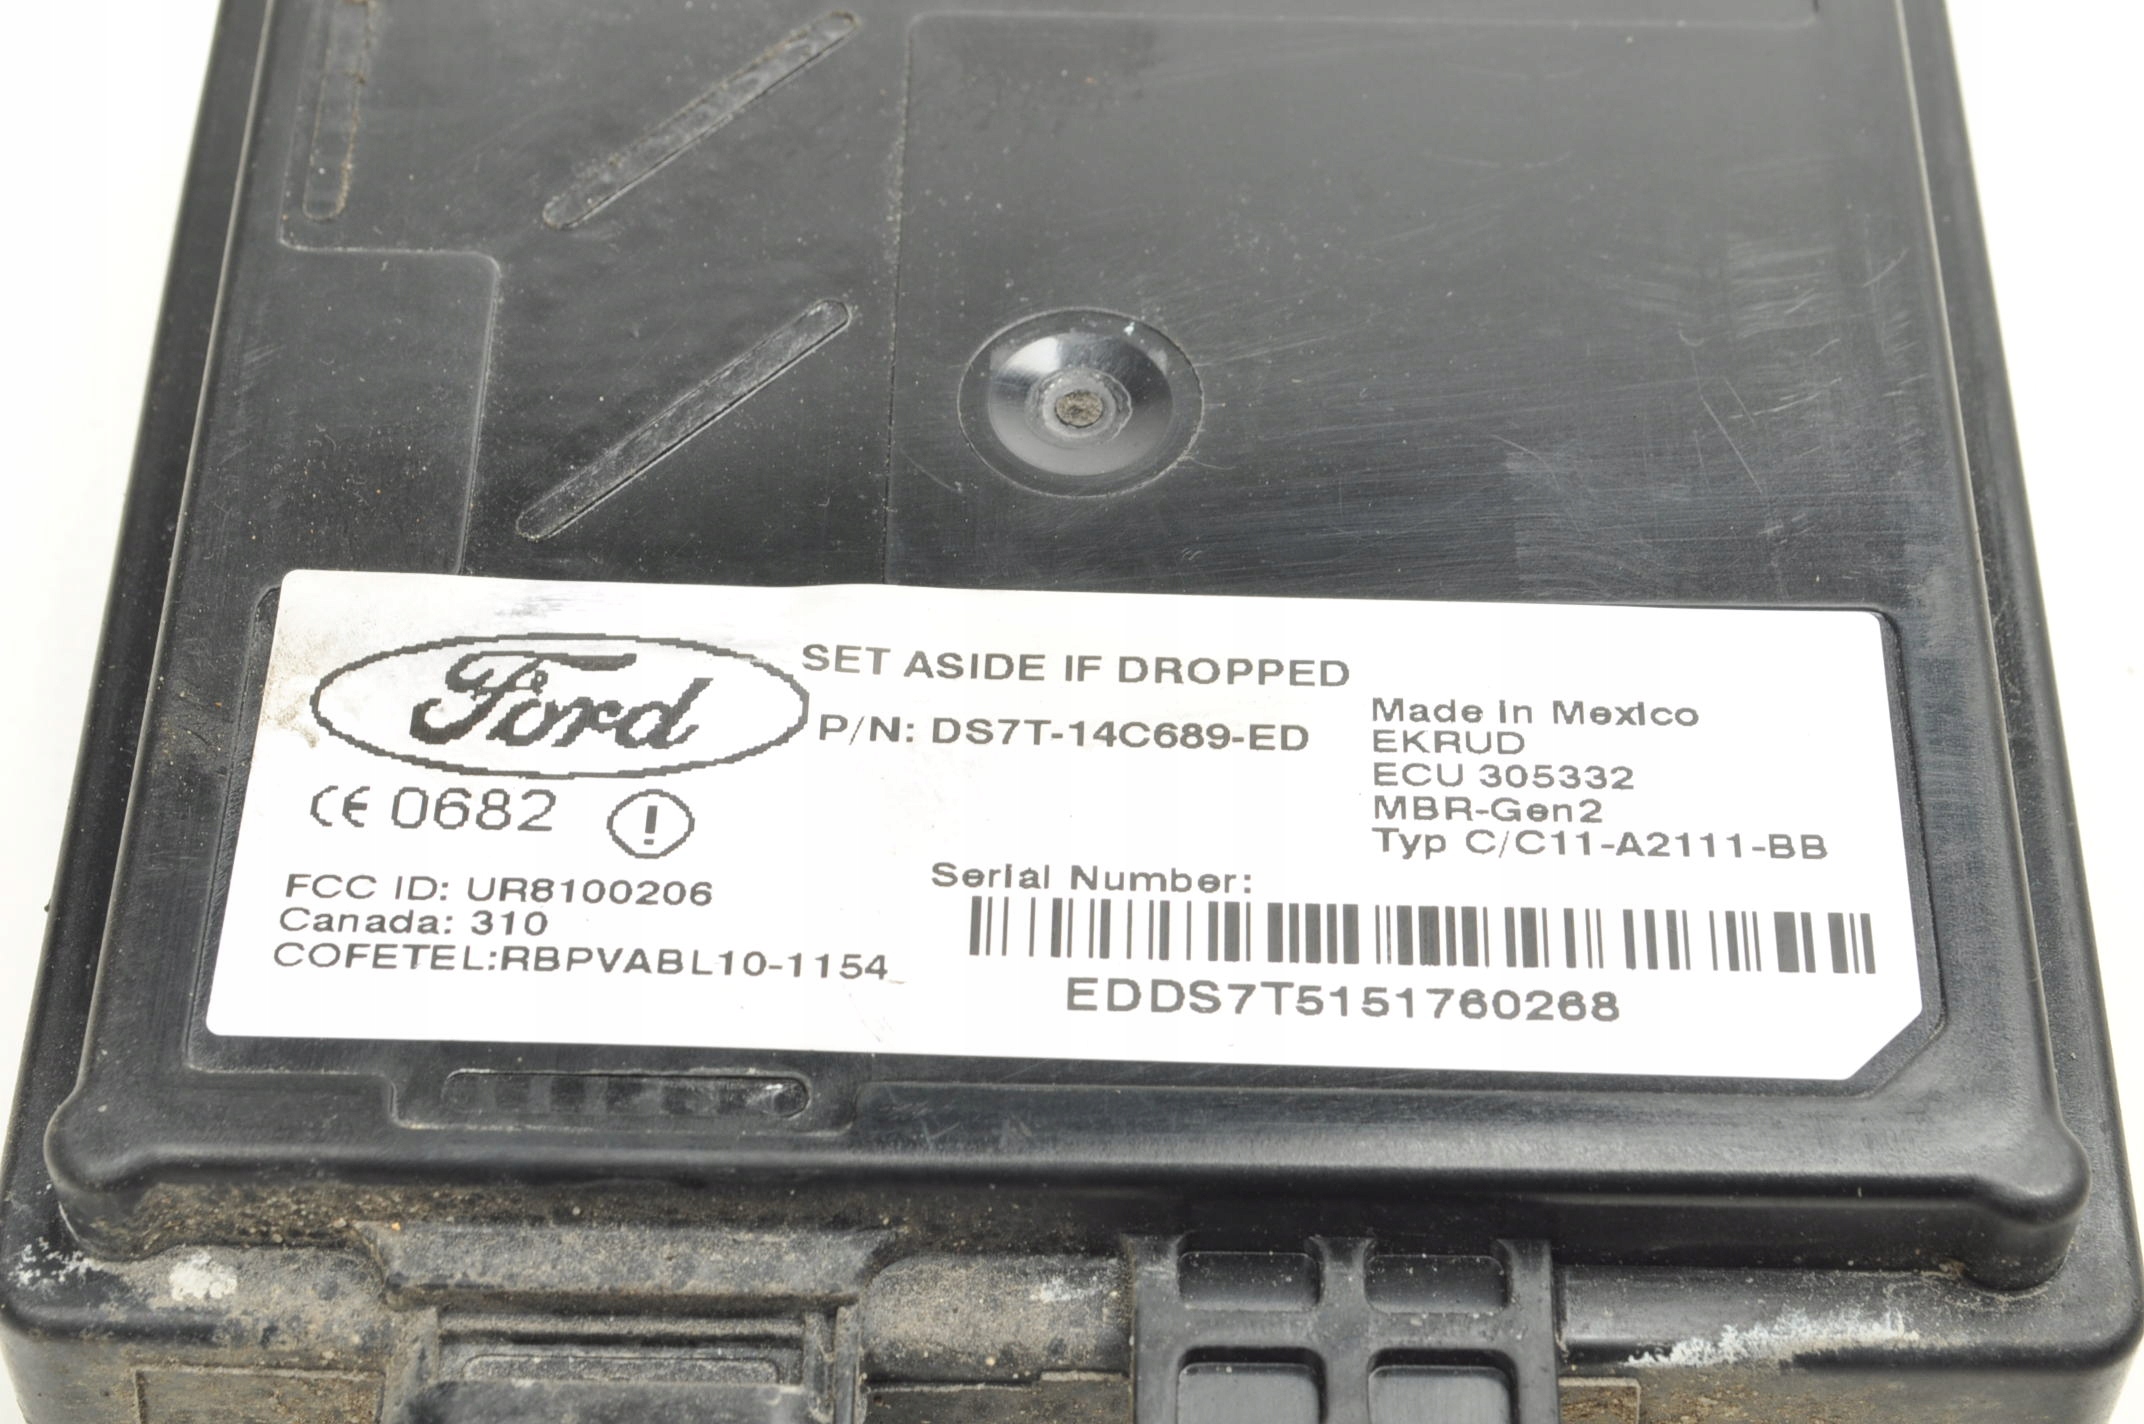 Ford
SET ASIDE IF DROPPED
P/N: DS7T-14C689-ED
Made in Mexico
EKRUD
ECU 305332
MBR-Gen2
Typ C/C11-A2111-BB
CE 0682 !
FCC ID: UR8100206
Canada: 310
COFETEL:RBPVABL10-1154
Serial Number:
EDDS7T5151760268